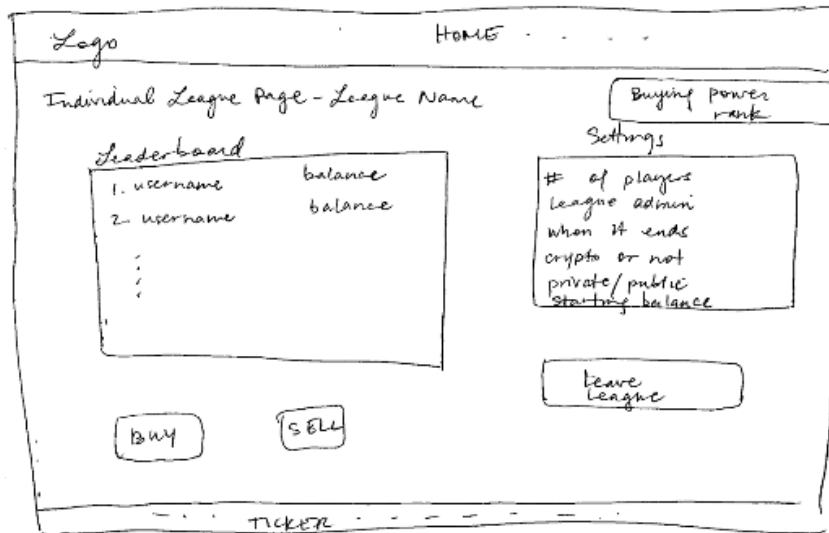 Logo
HOME . . . .
Individual League Page - League Name
Buying power
rank
Leaderboard
1. username balance
2. username balance
Settings
# of players
league admin
when it ends
crypto or not
private/public
starting balance
Leave
League
BUY
SELL
TICKER